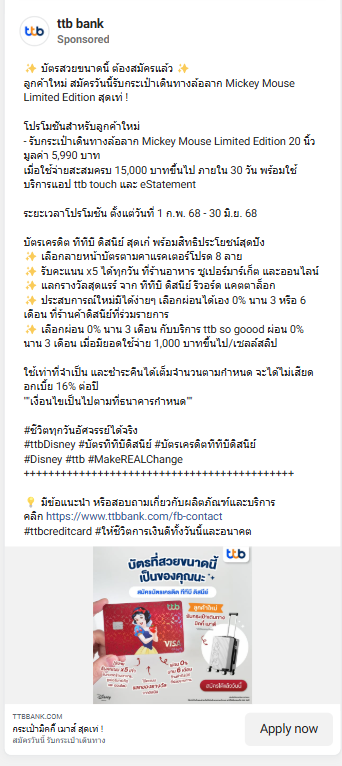 ttb bank
Sponsored
✨ บัตรสวยขนาดนี้ ต้องสมัครแล้ว ✨
ลูกค้าใหม่ สมัครวันนี้รับกระเป๋าเดินทางล้อลาก Mickey Mouse
Limited Edition สุดเท่ !
โปรโมชันสำหรับลูกค้าใหม่
- รับกระเป๋าเดินทางล้อลาก Mickey Mouse Limited Edition 20 นิ้ว
มูลค่า 5,990 บาท
เมื่อใช้จ่ายสะสมครบ 15,000 บาทขึ้นไป ภายใน 30 วัน พร้อมใช้
บริการแอป ttb touch และ eStatement
ระยะเวลาโปรโมชัน ตั้งแต่วันที่ 1 ก.พ. 68 - 30 มิ.ย. 68
บัตรเครดิต ทีทีบี ดิสนีย์ สุดเก๋ พร้อมสิทธิประโยชน์สุดปัง
✨ เลือกลายหน้าบัตรตามคาแรคเตอร์โปรด 8 ลาย
✨ รับคะแนน x5 ได้ทุกวัน ที่ร้านอาหาร ซูเปอร์มาร์เก็ต และออนไลน์
✨ แลกรางวัลสุดแรร์ จาก ทีทีบี ดิสนีย์ รีวอร์ด แคตตาล็อก
✨ ประสบการณ์ใหม่มีได้ง่ายๆ เลือกผ่อนได้เอง 0% นาน 3 หรือ 6
เดือน ที่ร้านค้าดิสนีย์ที่ร่วมรายการ
✨ เลือกผ่อน 0% นาน 3 เดือน กับบริการ ttb so goood ผ่อน 0%
นาน 3 เดือน เมื่อมียอดใช้จ่าย 1,000 บาทขึ้นไป/เซลล์สลิป
ใช้เท่าที่จำเป็น และชำระคืนได้เต็มจำนวนตามกำหนด จะได้ไม่เสียด
อกเบี้ย 16% ต่อปี
""เงื่อนไขเป็นไปตามที่ธนาคารกำหนด""
#ชีวิตทุกวันอัศจรรย์ได้จริง
#ttbDisney #บัตรทีทีบีดิสนีย์ #บัตรเครดิตทีทีบีดิสนีย์
#Disney #ttb #MakeREALChange
++++++++++++++++++++++++++++++++++++++++++++
💡 มีข้อแนะนำ หรือสอบถามเกี่ยวกับผลิตภัณฑ์และบริการ
คลิก https://www.ttbbank.com/fb-contact
#ttbcreditcard #ให้ชีวิตการเงินดีทั้งวันนี้และอนาคต
ttb
บัตรที่สวยขนาดนี้
เป็นของคุณนะ
สมัครบัตรเครดิต ทีทีบี ดิสนีย์
ttb
ลูกค้าใหม่
รับกระเป๋าเดินทาง
มิกกี้ เมาส์
VISA
สมัครได้แล้ววันนี้
Disney
TTBBANK.COM
กระเป๋ามิคกี้ เมาส์ สุดเท่ !
สมัครวันนี้ รับกระเป๋าเดินทาง
Apply now